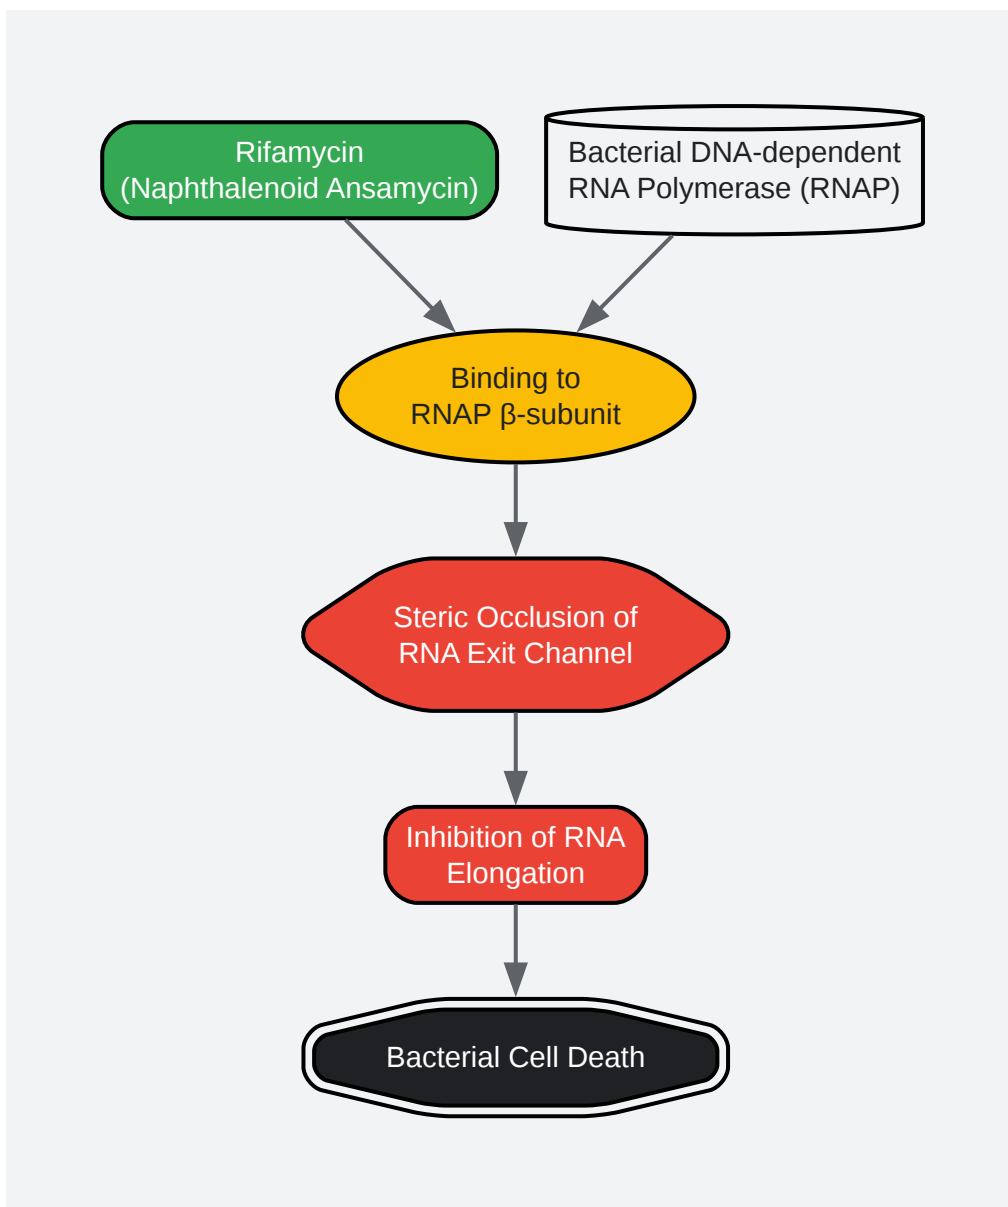 Rifamycin
(Naphthalenoid Ansamycin)
Bacterial DNA-dependent
RNA Polymerase (RNAP)
Binding to
RNAP β-subunit
Steric Occlusion of
RNA Exit Channel
Inhibition of RNA
Elongation
Bacterial Cell Death